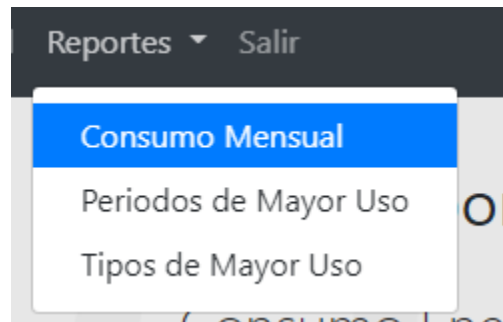 Reportes Salir
Consumo Mensual
Periodos de Mayor Uso
Tipos de Mayor Uso